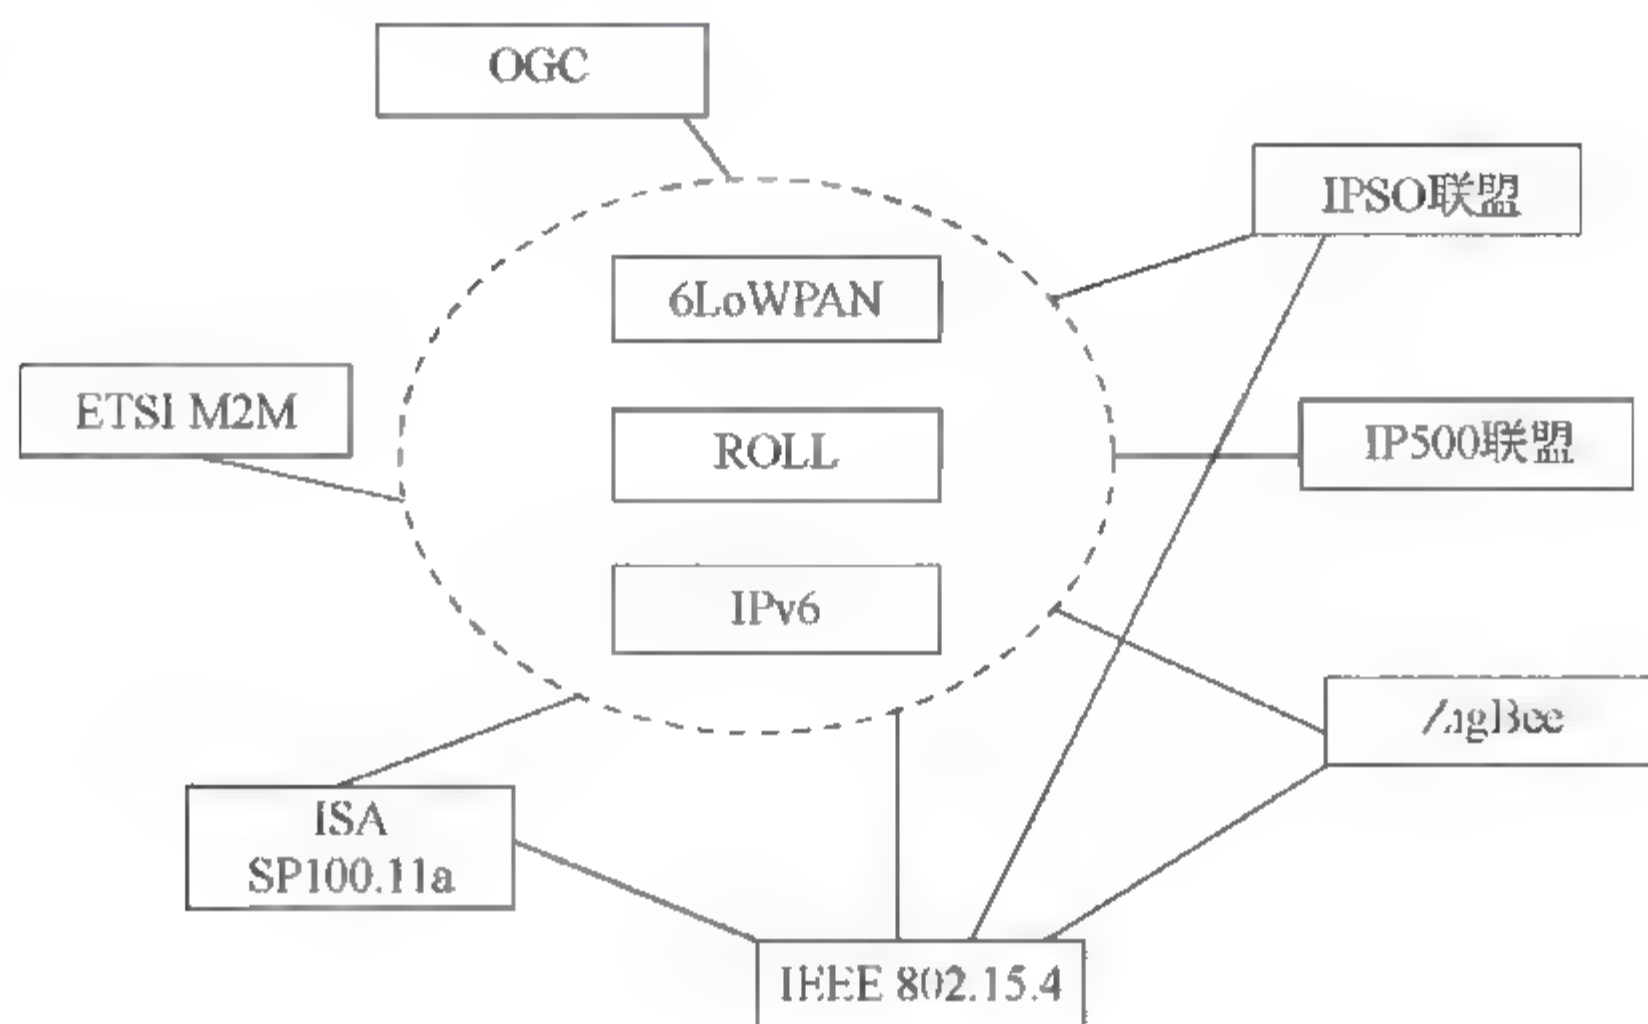 OGC
IPSO联盟
6LoWPAN
ETSI M2M
ROLL
IP500联盟
IPv6
ZigBee
ISA
SP100.11a
IEEE 802.15.4